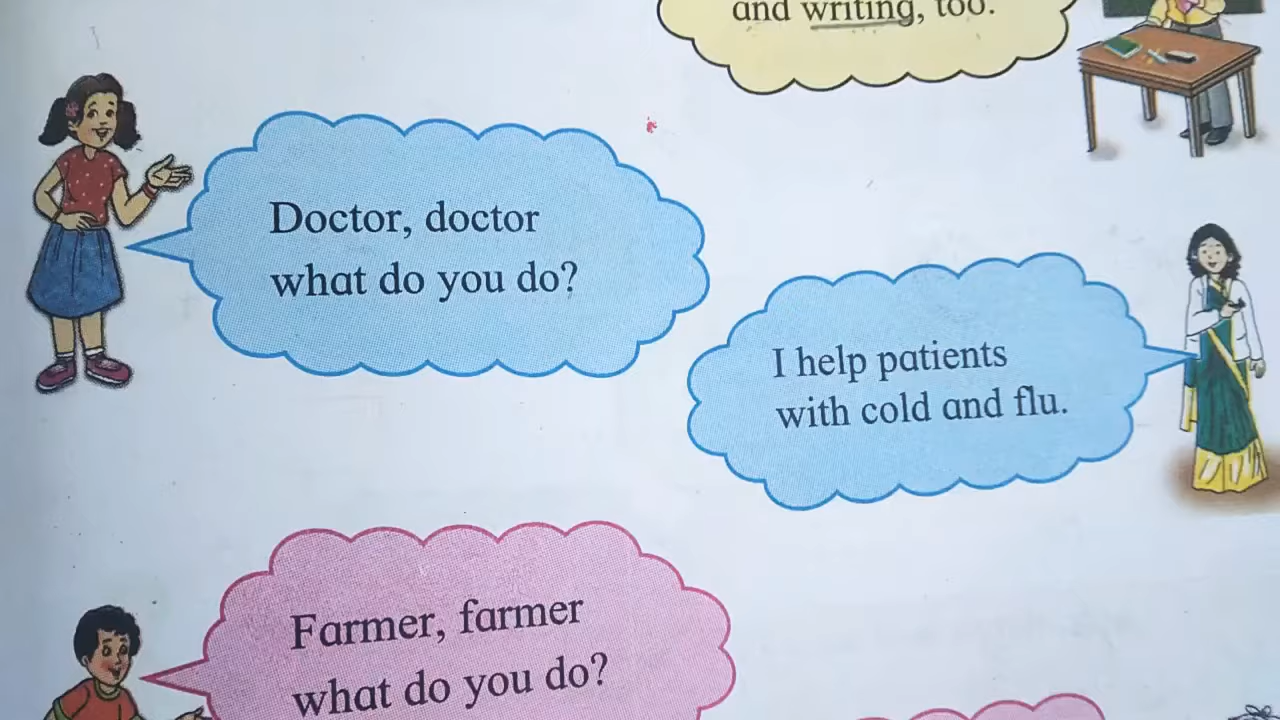 and writing, too.
Doctor, doctor
what do you do?
I help patients
with cold and flu.
Farmer, farmer
what do you do?